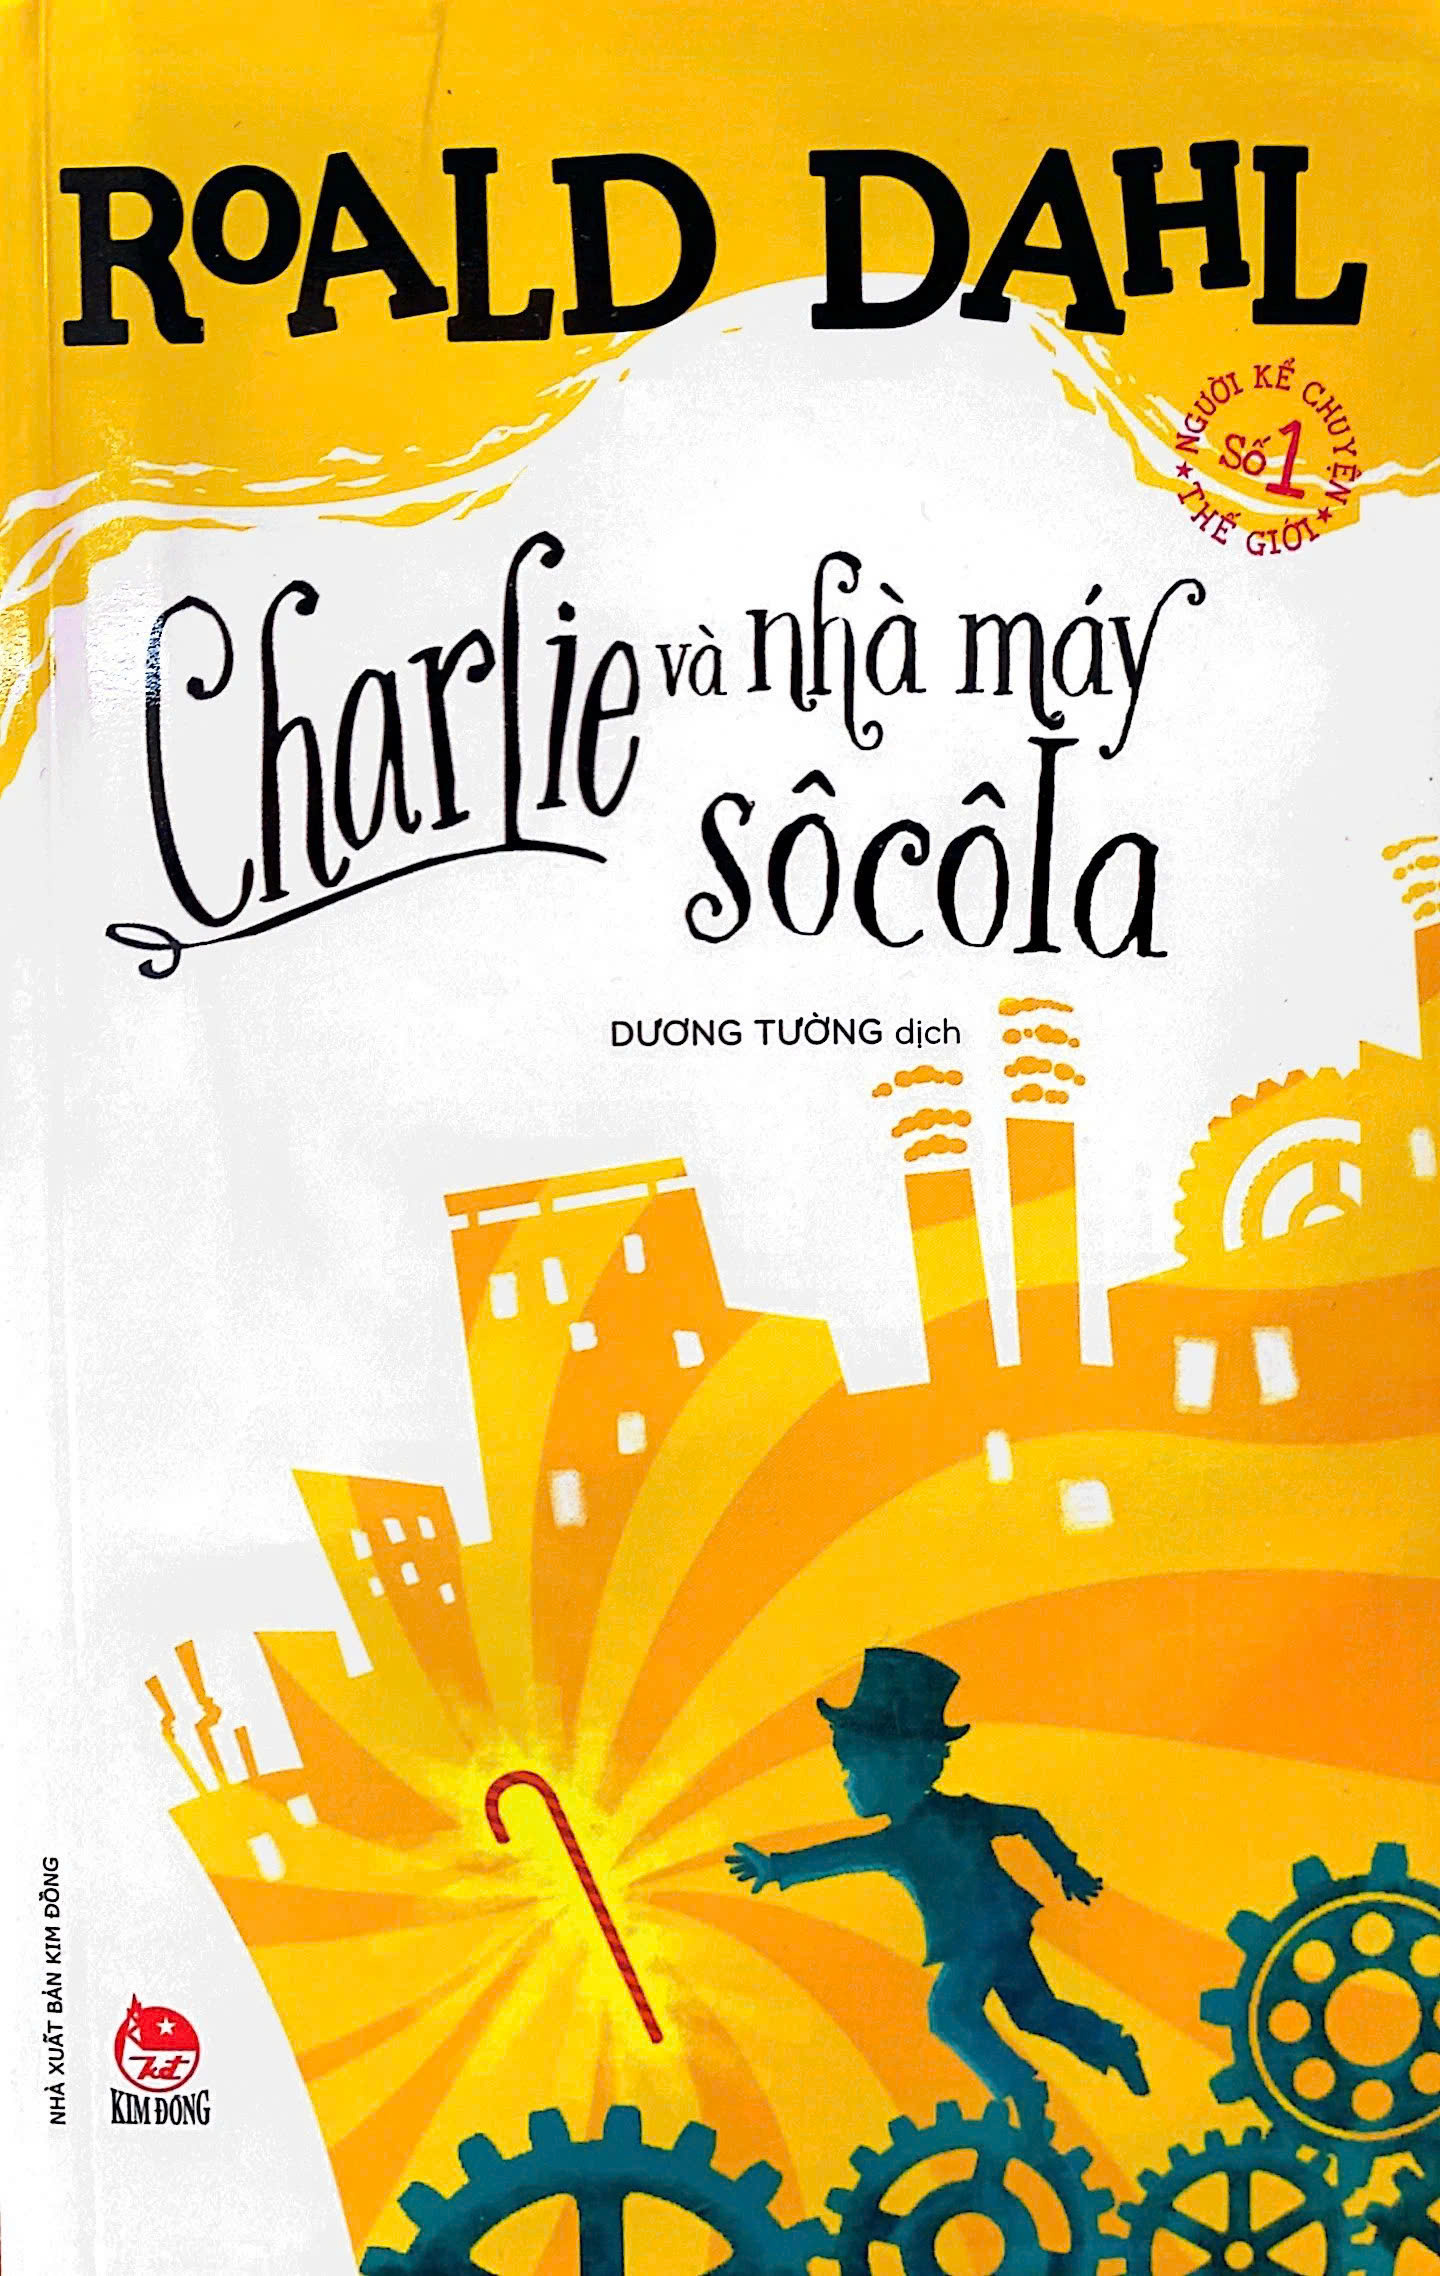 ROALD DAHL
NGƯỜI KỂ CHUYỆN
SỐ 1
★ THẾ GIỚI ★
Charlie và nhà máy
sôcôla
DƯƠNG TƯỜNG dịch
NHÀ XUẤT BẢN KIM ĐỒNG
kđ
KIM ĐỒNG